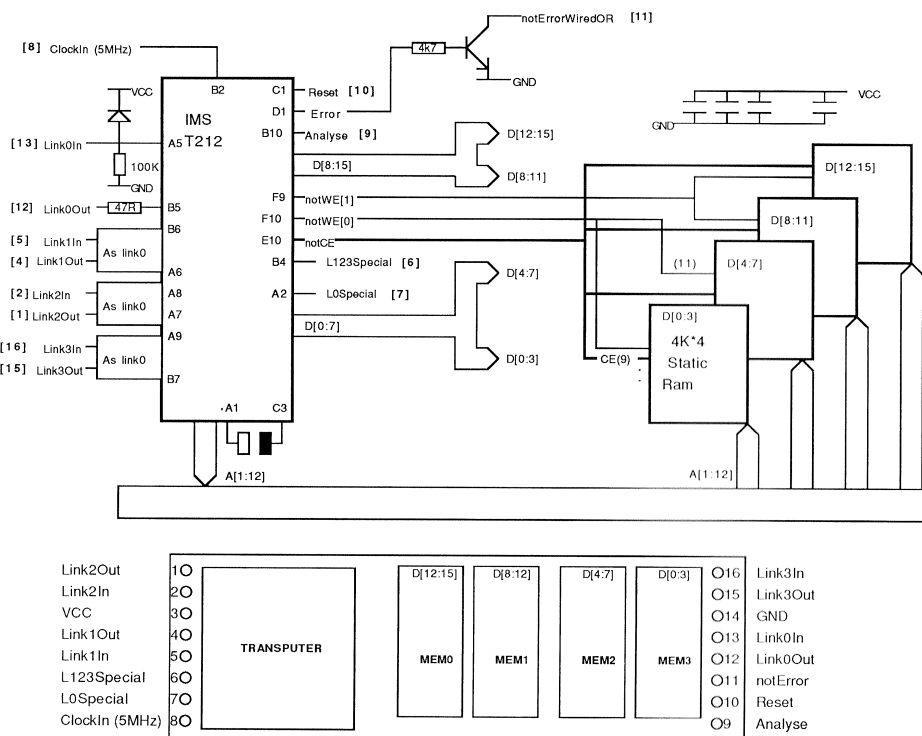 notErrorWiredOR [11]
[8] ClockIn (5MHz)
4k7
GND
VCC
B2
C1 Reset [10]
D1 Error
IMS
T212
B10 Analyse [9]
[13] Link0In A5
100K
GND
D[8:15]
D[12:15]
D[8:11]
VCC
GND
[12] Link0Out 47R B5
F9 notWE[1]
F10 notWE[0]
E10 notCE
B6
[5] Link1In
[4] Link1Out
As link0
A6
B4 L123Special [6]
A2 L0Special [7]
[2] Link2In A8
[1] Link2Out A7
As link0
A9
[16] Link3In
[15] Link3Out
As link0
B7
D[4:7]
D[0:7]
D[0:3]
D[12:15]
D[8:11]
(11) D[4:7]
D[0:3]
4K*4
Static
Ram
CE(9)
A1 C3
A[1:12]
A[1:12]
Link2Out 1
Link2In 2
VCC 3
Link1Out 4
Link1In 5
L123Special 6
L0Special 7
ClockIn (5MHz) 8
TRANSPUTER
D[12:15] D[8:12] D[4:7] D[0:3]
MEM0 MEM1 MEM2 MEM3
16 Link3In
15 Link3Out
14 GND
13 Link0In
12 Link0Out
11 notError
10 Reset
9 Analyse